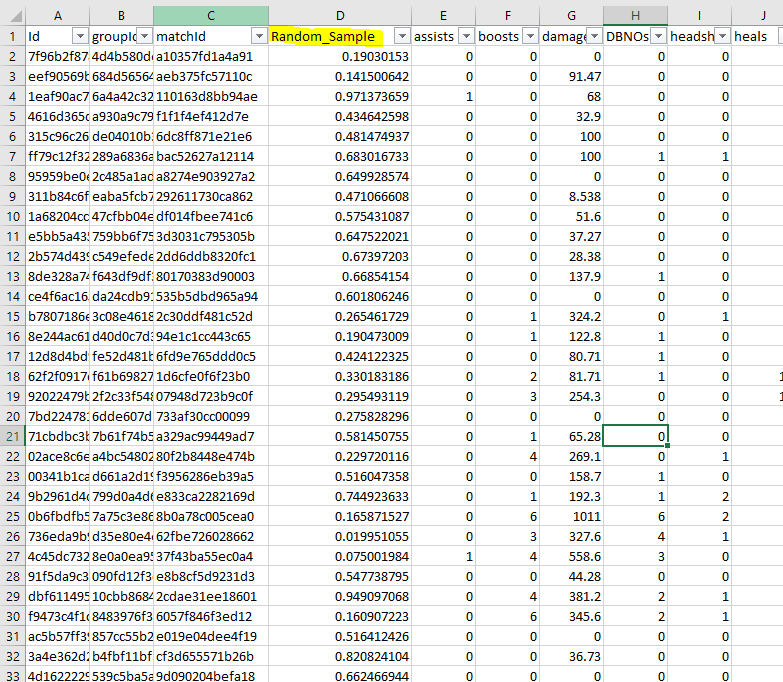 A B C D E F G H I J
1 Id groupId matchId Random_Sample assists boosts damage DBNOs headsh heals
2 7f96b2f87 4d4b580d a10357fd1a4a91 0.19030153 0 0 0 0 0
3 eef90569b 684d56564 aeb375fc57110c 0.141500642 0 0 91.47 0 0
4 1eaf90ac7 6a4a42c32 110163d8bb94ae 0.971373659 1 0 68 0 0
5 4616d365 a930a9c79 f1f1f4ef412d7e 0.434642598 0 0 32.9 0 0
6 315c96c26 de04010b 6dc8ff871e21e6 0.481474937 0 0 100 0 0
7 ff79c12f32 289a6836a bac52627a12114 0.683016733 0 0 100 1 1
8 95959be0 2c485a1ad a8274e903927a2 0.649928574 0 0 0 0 0
9 311b84c6f eaba5fcb7 292611730ca862 0.471066608 0 0 8.538 0 0
10 1a68204c 47cfbb04e df014fbee741c6 0.575431087 0 0 51.6 0 0
11 e5bb5a43 759bb6f75 3d3031c795305b 0.647522021 0 0 37.27 0 0
12 2b574d439 c549efede 2dd6ddb8320fc1 0.67397203 0 0 28.38 0 0
13 8de328a74 f643df9df 80170383d90003 0.66854154 0 0 137.9 1 0
14 ce4f6ac16 da24cdb9 535b5dbd965a94 0.601806246 0 0 0 0 0
15 b7807186 3c08e4618 2c30ddf481c52d 0.265461729 0 1 324.2 0 1
16 8e244ac61 d40d0c7d 94e1c1cc443c65 0.190473009 0 1 122.8 1 0
17 12d8d4bd fe52d481b 6fd9e765ddd0c5 0.424122325 0 0 80.71 1 0
18 62f2f0917 f61b69827 1d6cfe0f6f23b0 0.330183186 0 2 81.71 1 0 1
19 92022479b 2f2c33f548 07948d723b9c0f 0.295493119 0 3 254.3 0 0 1
20 7bd224781 6dde607d 733af30cc00099 0.275828296 0 0 0 0 0
21 71cbdbc3b 7b61f74b5 a329ac99449ad7 0.581450755 0 1 65.28 0 0
22 02ace8c6e a4bc54802 80f2b8448e474b 0.229720116 0 4 269.1 0 1
23 00341b1ca d661a2d19 f3956286eb39a5 0.516047358 0 0 158.7 1 0
24 9b2961d4 799d0a4d e833ca2282169d 0.744923633 0 1 192.3 1 2
25 0b6fbdfb5 7a75c3e86 8b0a78c005cea0 0.165871527 0 6 1011 6 2
26 736eda9b d35e80e4 62fbe726028662 0.019951055 0 3 327.6 4 1
27 4c45dc732 8e0a0ea9 37f43ba55ec0a4 0.075001984 1 4 558.6 3 0
28 91f5da9c3 090fd12f3 e8b8cf5d9231d3 0.547738795 0 0 44.28 0 0
29 dbf611495 10cbb8684 2cdae31ee18601 0.949097068 0 4 381.2 2 1
30 f9473c4f1 8483976f3 6057f846f3ed12 0.160907223 0 6 345.6 2 1
31 ac5b57ff3 857cc55b2 e019e04dee4f19 0.516412426 0 0 0 0 0
32 3a4e362d2 b4fbf11bf cf3d655571b26b 0.820824104 0 0 36.73 0 0
33 4d1622229 539c5ba5a 9d090204befa18 0.662466944 0 0 0 0 0